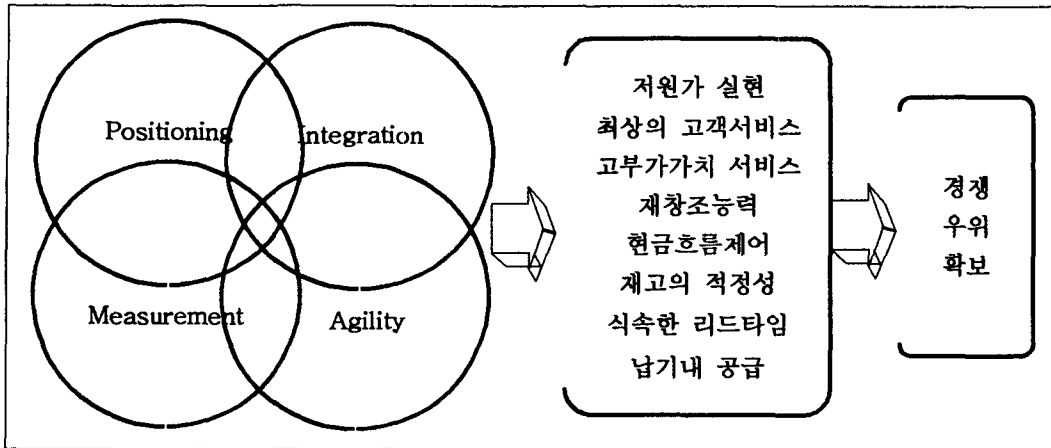 Positioning
Integration
Measurement
Agility
저원가 실현
최상의 고객서비스
고부가가치 서비스
재창조능력
현금흐름제어
재고의 적정성
식속한 리드타임
납기내 공급
경쟁
우위
확보